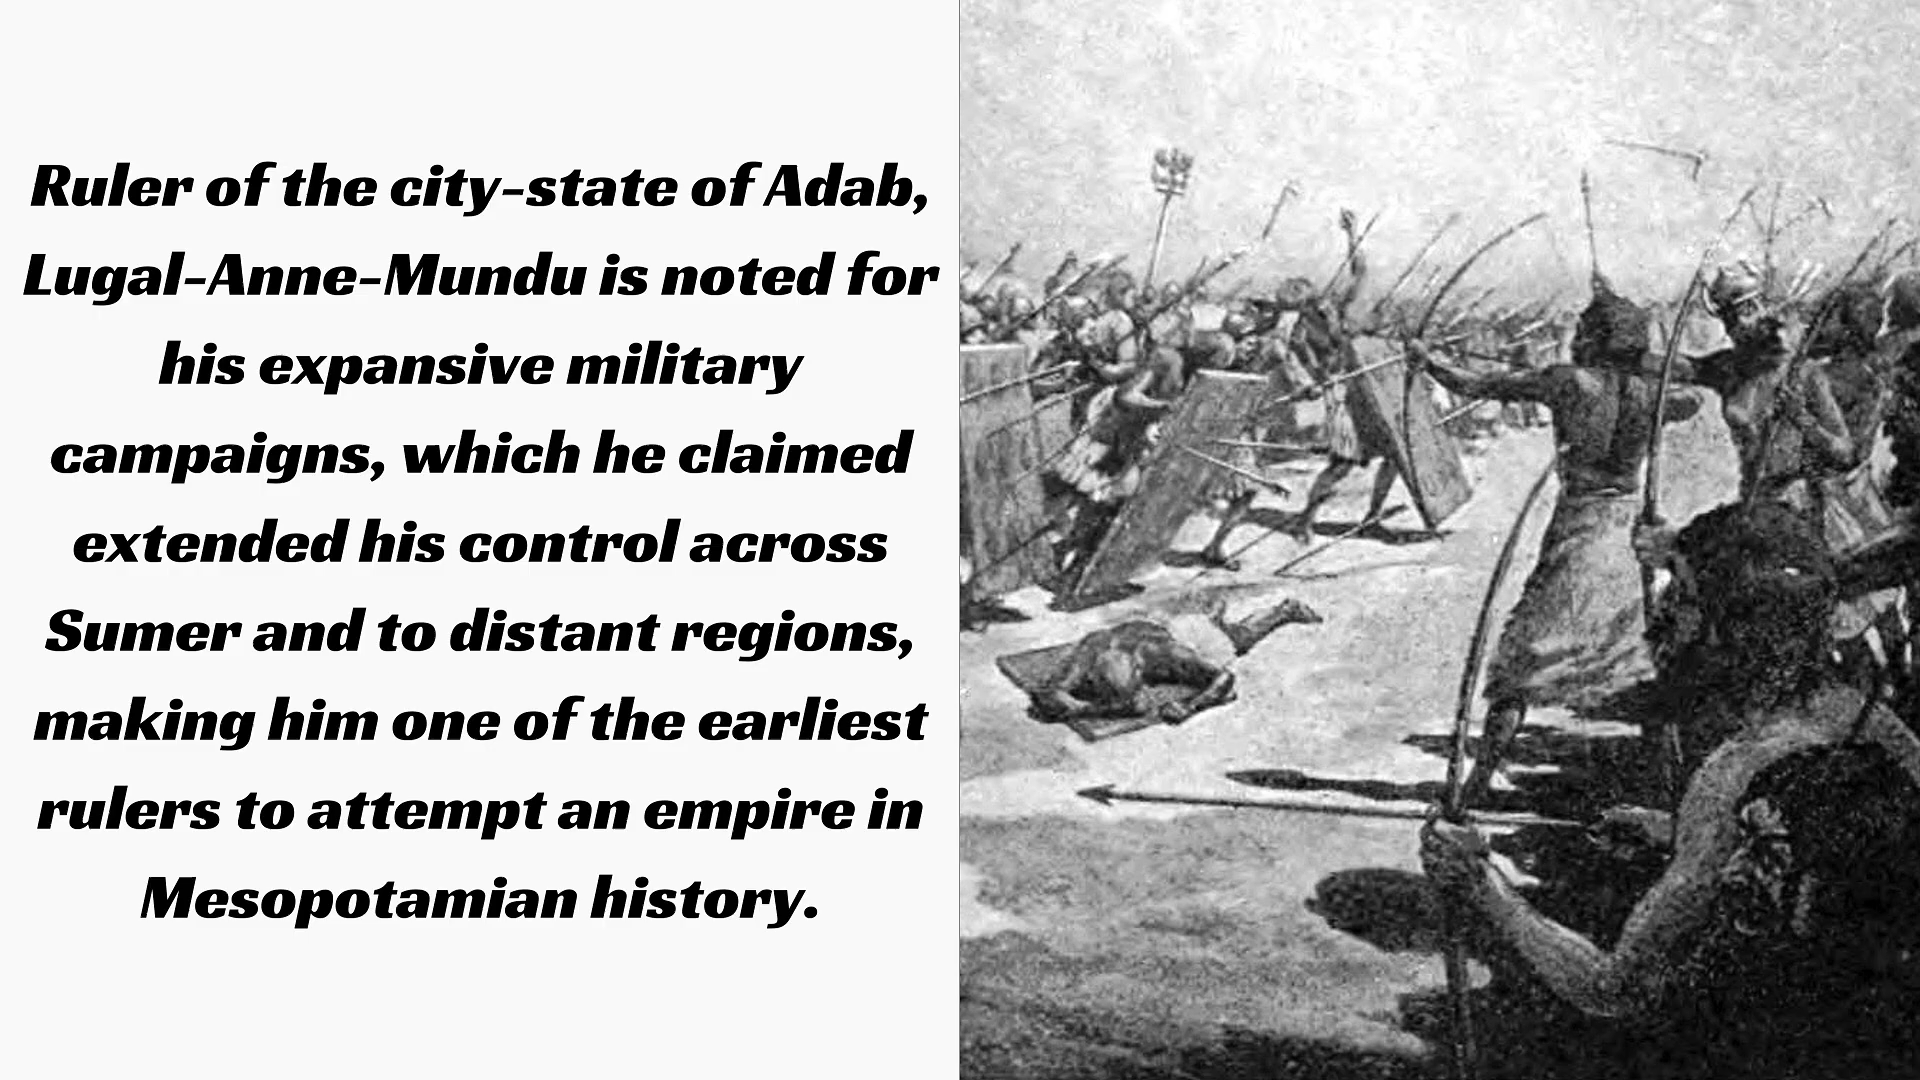 Ruler of the city-state of Adab,
Lugal-Anne-Mundu is noted for
his expansive military
campaigns, which he claimed
extended his control across
Sumer and to distant regions,
making him one of the earliest
rulers to attempt an empire in
Mesopotamian history.